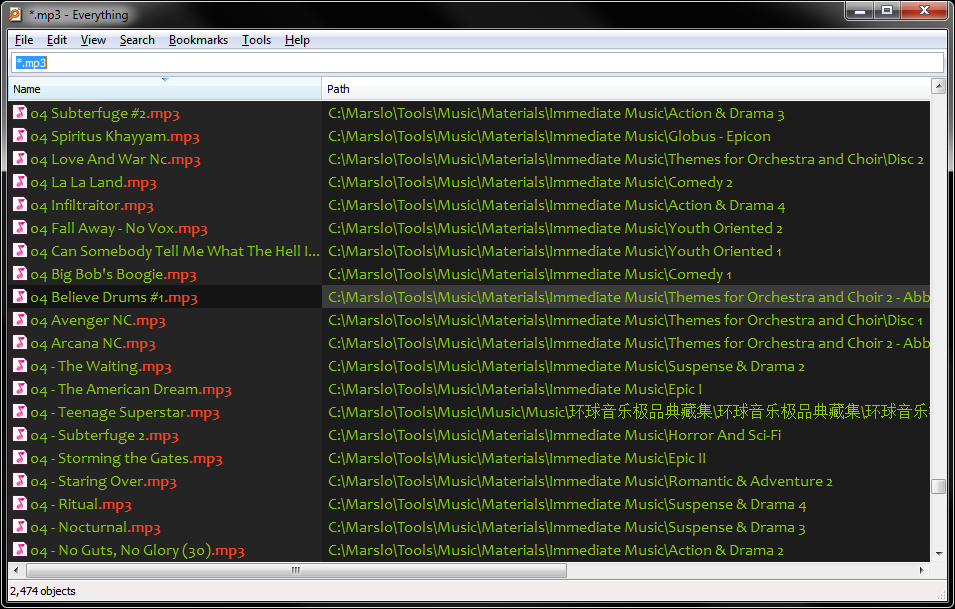 *.mp3 - Everything
File Edit View Search Bookmarks Tools Help
*.mp3
Name Path
04 Subterfuge #2.mp3 C:\Marslo\Tools\Music\Materials\Immediate Music\Action & Drama 3
04 Spiritus Khayyam.mp3 C:\Marslo\Tools\Music\Materials\Immediate Music\Globus - Epicon
04 Love And War Nc.mp3 C:\Marslo\Tools\Music\Materials\Immediate Music\Themes for Orchestra and Choir\Disc 2
04 La La Land.mp3 C:\Marslo\Tools\Music\Materials\Immediate Music\Comedy 2
04 Infiltraitor.mp3 C:\Marslo\Tools\Music\Materials\Immediate Music\Action & Drama 4
04 Fall Away - No Vox.mp3 C:\Marslo\Tools\Music\Materials\Immediate Music\Youth Oriented 2
04 Can Somebody Tell Me What The Hell I... C:\Marslo\Tools\Music\Materials\Immediate Music\Youth Oriented 1
04 Big Bob's Boogie.mp3 C:\Marslo\Tools\Music\Materials\Immediate Music\Comedy 1
04 Believe Drums #1.mp3 C:\Marslo\Tools\Music\Materials\Immediate Music\Themes for Orchestra and Choir 2 - Abb
04 Avenger NC.mp3 C:\Marslo\Tools\Music\Materials\Immediate Music\Themes for Orchestra and Choir\Disc 1
04 Arcana NC.mp3 C:\Marslo\Tools\Music\Materials\Immediate Music\Themes for Orchestra and Choir 2 - Abb
04 - The Waiting.mp3 C:\Marslo\Tools\Music\Materials\Immediate Music\Suspense & Drama 2
04 - The American Dream.mp3 C:\Marslo\Tools\Music\Materials\Immediate Music\Epic I
04 - Teenage Superstar.mp3 C:\Marslo\Tools\Music\Materials\Music\Music\环球音乐极品典藏集\环球音乐极品典藏集\环球音乐
04 - Subterfuge 2.mp3 C:\Marslo\Tools\Music\Materials\Immediate Music\Horror And Sci-Fi
04 - Storming the Gates.mp3 C:\Marslo\Tools\Music\Materials\Immediate Music\Epic II
04 - Staring Over.mp3 C:\Marslo\Tools\Music\Materials\Immediate Music\Romantic & Adventure 2
04 - Ritual.mp3 C:\Marslo\Tools\Music\Materials\Immediate Music\Suspense & Drama 4
04 - Nocturnal.mp3 C:\Marslo\Tools\Music\Materials\Immediate Music\Suspense & Drama 3
04 - No Guts, No Glory (30).mp3 C:\Marslo\Tools\Music\Materials\Immediate Music\Action & Drama 2
2,474 objects